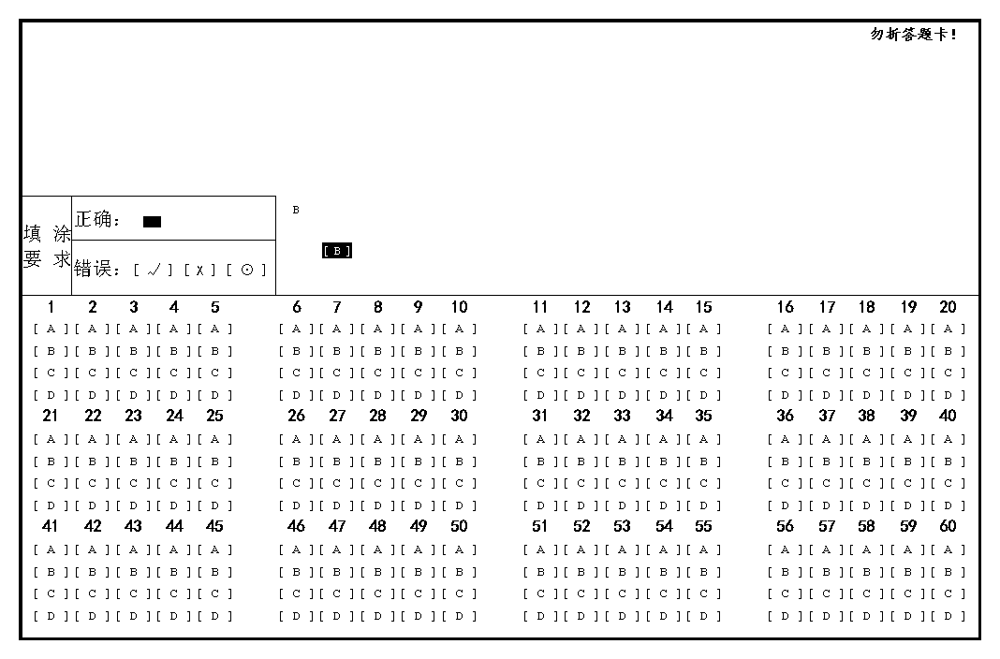 勿折答题卡!
填 涂
要 求
正确: ■
错误: [ √ ] [ χ ] [ ⊙ ]
B
[ B ]
1 2 3 4 5 6 7 8 9 10 11 12 13 14 15 16 17 18 19 20
[ A ][ A ][ A ][ A ][ A ] [ A ][ A ][ A ][ A ][ A ] [ A ][ A ][ A ][ A ][ A ] [ A ][ A ][ A ][ A ][ A ]
[ B ][ B ][ B ][ B ][ B ] [ B ][ B ][ B ][ B ][ B ] [ B ][ B ][ B ][ B ][ B ] [ B ][ B ][ B ][ B ][ B ]
[ C ][ C ][ C ][ C ][ C ] [ C ][ C ][ C ][ C ][ C ] [ C ][ C ][ C ][ C ][ C ] [ C ][ C ][ C ][ C ][ C ]
[ D ][ D ][ D ][ D ][ D ] [ D ][ D ][ D ][ D ][ D ] [ D ][ D ][ D ][ D ][ D ] [ D ][ D ][ D ][ D ][ D ]
21 22 23 24 25 26 27 28 29 30 31 32 33 34 35 36 37 38 39 40
[ A ][ A ][ A ][ A ][ A ] [ A ][ A ][ A ][ A ][ A ] [ A ][ A ][ A ][ A ][ A ] [ A ][ A ][ A ][ A ][ A ]
[ B ][ B ][ B ][ B ][ B ] [ B ][ B ][ B ][ B ][ B ] [ B ][ B ][ B ][ B ][ B ] [ B ][ B ][ B ][ B ][ B ]
[ C ][ C ][ C ][ C ][ C ] [ C ][ C ][ C ][ C ][ C ] [ C ][ C ][ C ][ C ][ C ] [ C ][ C ][ C ][ C ][ C ]
[ D ][ D ][ D ][ D ][ D ] [ D ][ D ][ D ][ D ][ D ] [ D ][ D ][ D ][ D ][ D ] [ D ][ D ][ D ][ D ][ D ]
41 42 43 44 45 46 47 48 49 50 51 52 53 54 55 56 57 58 59 60
[ A ][ A ][ A ][ A ][ A ] [ A ][ A ][ A ][ A ][ A ] [ A ][ A ][ A ][ A ][ A ] [ A ][ A ][ A ][ A ][ A ]
[ B ][ B ][ B ][ B ][ B ] [ B ][ B ][ B ][ B ][ B ] [ B ][ B ][ B ][ B ][ B ] [ B ][ B ][ B ][ B ][ B ]
[ C ][ C ][ C ][ C ][ C ] [ C ][ C ][ C ][ C ][ C ] [ C ][ C ][ C ][ C ][ C ] [ C ][ C ][ C ][ C ][ C ]
[ D ][ D ][ D ][ D ][ D ] [ D ][ D ][ D ][ D ][ D ] [ D ][ D ][ D ][ D ][ D ] [ D ][ D ][ D ][ D ][ D ]